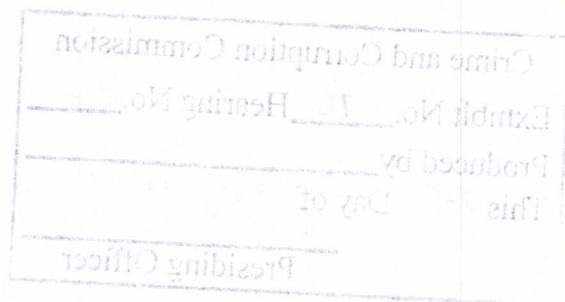 Crime and Corruption Commission
Exhibit No. Hearing No.
Produced by
This Day of
Presiding Officer